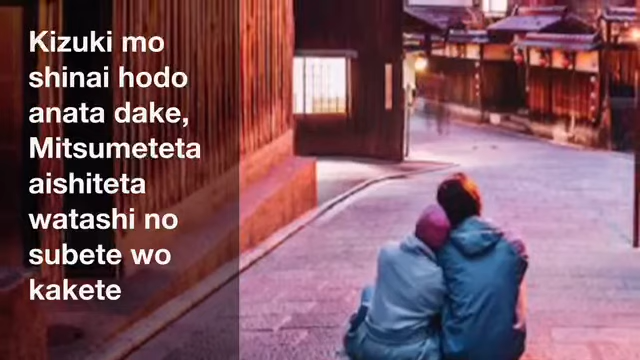 Kizuki mo
shinai hodo
anata dake,
Mitsumeteta
aishiteta
watashi no
subete wo
kakete